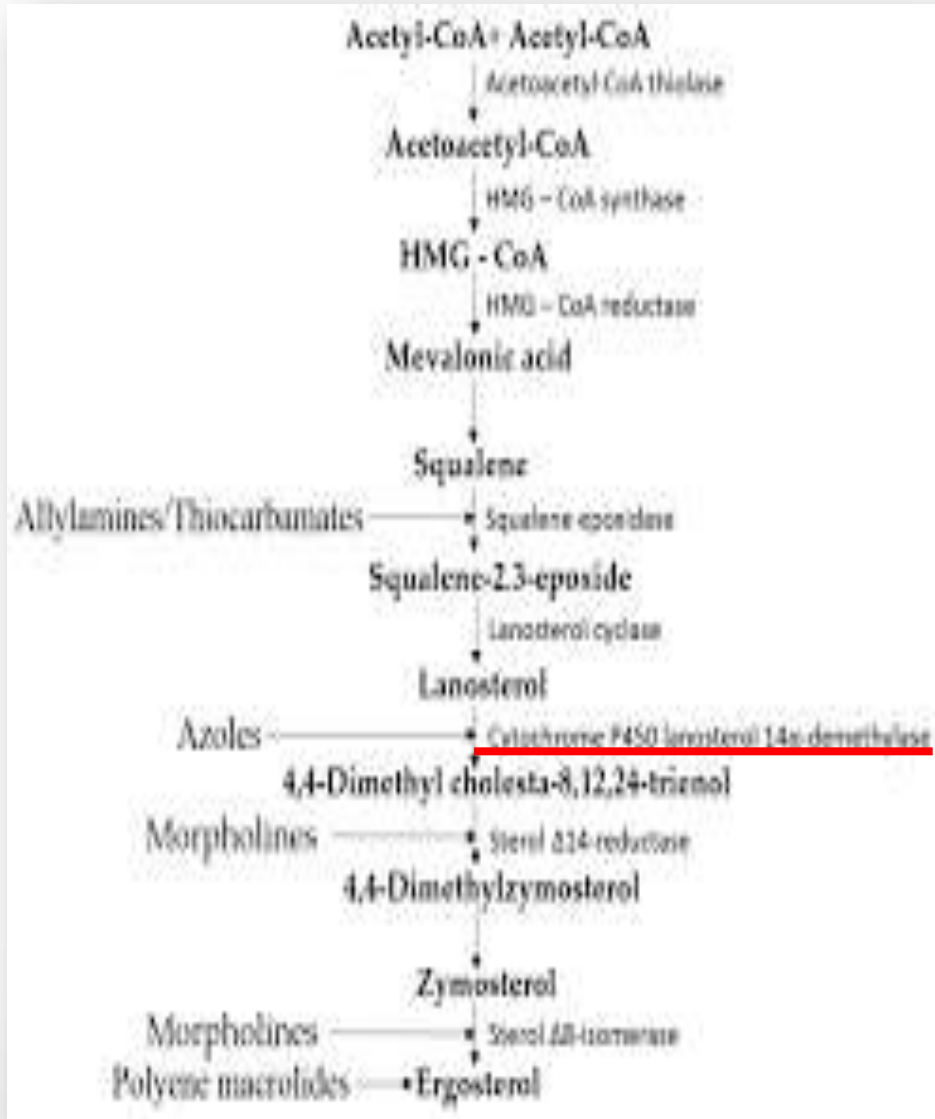 Acetyl-CoA+ Acetyl-CoA
Acetoacetyl-CoA thiolase
Acetoacetyl-CoA
HMG – CoA synthase
HMG - CoA
HMG – CoA reductase
Mevalonic acid
Squalene
Allylamines/Thiocarbamates
Squalene epoxidase
Squalene-2.3-epoxide
Lanosterol cyclase
Lanosterol
Azoles
Cytochrome P450 lanosterol 14α-demethylase
4,4-Dimethyl cholesta-8,12,24-trienol
Morpholines
Sterol Δ14-reductase
4,4-Dimethylzymosterol
Zymosterol
Morpholines
Sterol Δ8-isomerase
Polyene macrolides
Ergosterol